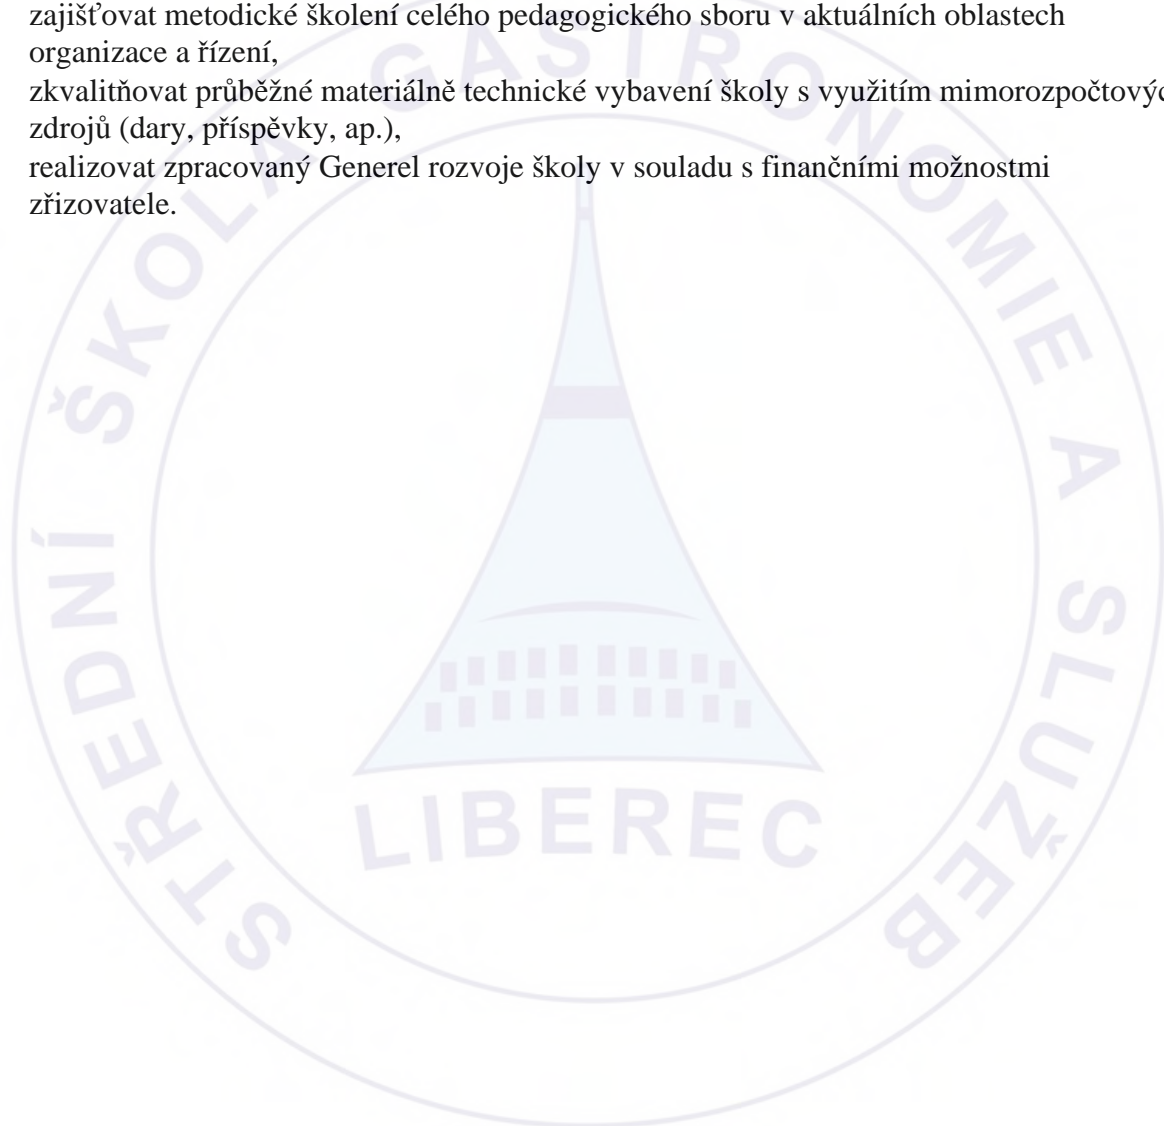 zajišťovat metodické školení celého pedagogického sboru v aktuálních oblastech
organizace a řízení,
zkvalitňovat průběžné materiálně technické vybavení školy s využitím mimorozpočtovýc
zdrojů (dary, příspěvky, ap.),
realizovat zpracovaný Generel rozvoje školy v souladu s finančními možnostmi
zřizovatele.
STŘEDNÍ ŠKOLA GASTRONOMIE A SLUŽEB
LIBEREC